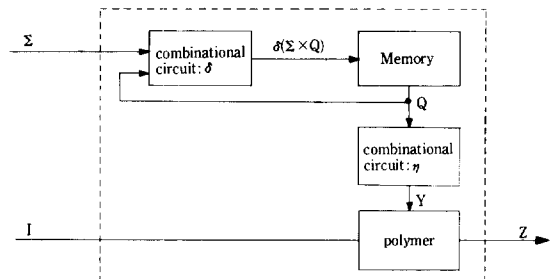 Σ
combinational
circuit: δ
δ(Σ×Q)
Memory
Q
combinational
circuit: η
Y
I
polymer
Z